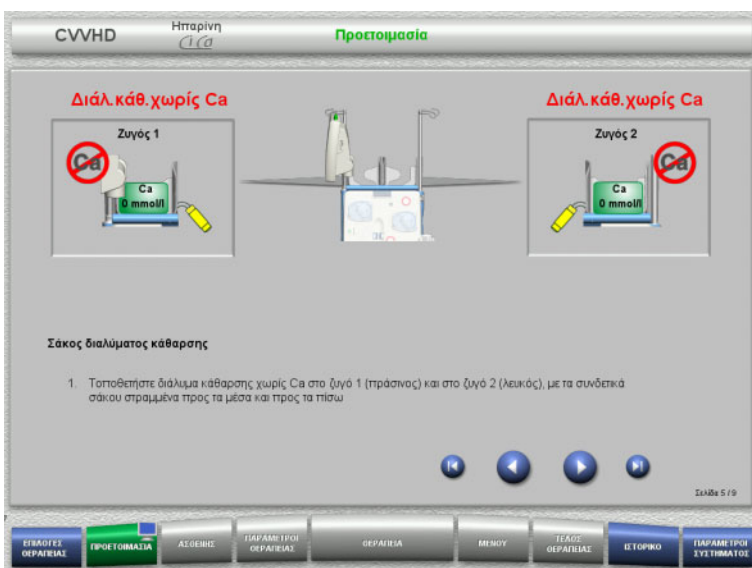 CVVHD
Ηπαρίνη
Ci Ca
Προετοιμασία
Διάλ.κάθ.χωρίς Ca
Διάλ.κάθ.χωρίς Ca
Ζυγός 1
Ca
Ca
0 mmol/l
Ζυγός 2
Ca
Ca
0 mmol/l
Σάκος διαλύματος κάθαρσης
1. Τοποθετήστε διάλυμα κάθαρσης χωρίς Ca στο ζυγό 1 (πράσινος) και στο ζυγό 2 (λευκός), με τα συνδετικά
σάκου στραμμένα προς τα μέσα και προς τα πίσω
Σελίδα 5 / 9
ΕΠΙΛΟΓΕΣ
ΘΕΡΑΠΕΙΑΣ
ΠΡΟΕΤΟΙΜΑΣΙΑ
ΑΣΘΕΝΗΣ
ΠΑΡΑΜΕΤΡΟΙ
ΘΕΡΑΠΕΙΑΣ
ΘΕΡΑΠΕΙΑ
ΜΕΝΟΥ
ΤΕΛΟΣ
ΘΕΡΑΠΕΙΑΣ
ΙΣΤΟΡΙΚΟ
ΠΑΡΑΜΕΤΡΟΙ
ΣΥΣΤΗΜΑΤΟΣ